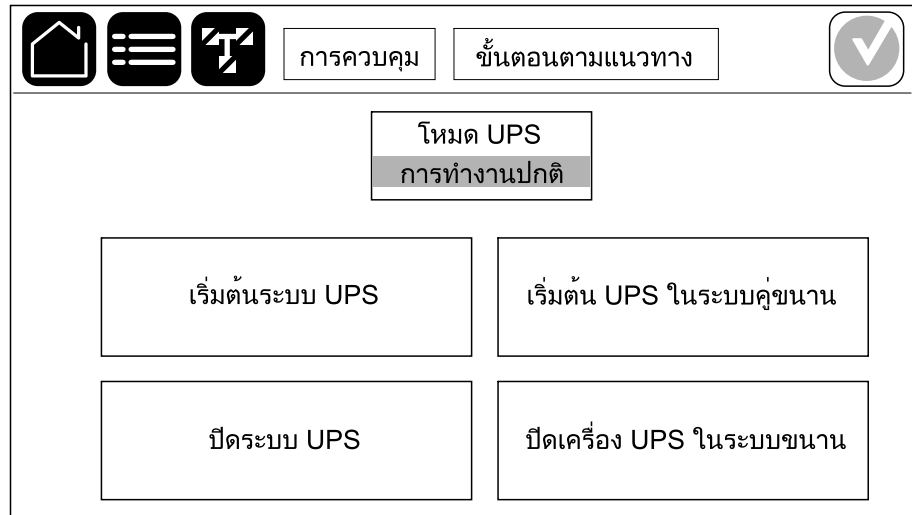 การควบคุม
ขั้นตอนตามแนวทาง
โหมด UPS
การทำงานปกติ
เริ่มต้นระบบ UPS
เริ่มต้น UPS ในระบบคู่ขนาน
ปิดระบบ UPS
ปิดเครื่อง UPS ในระบบขนาน